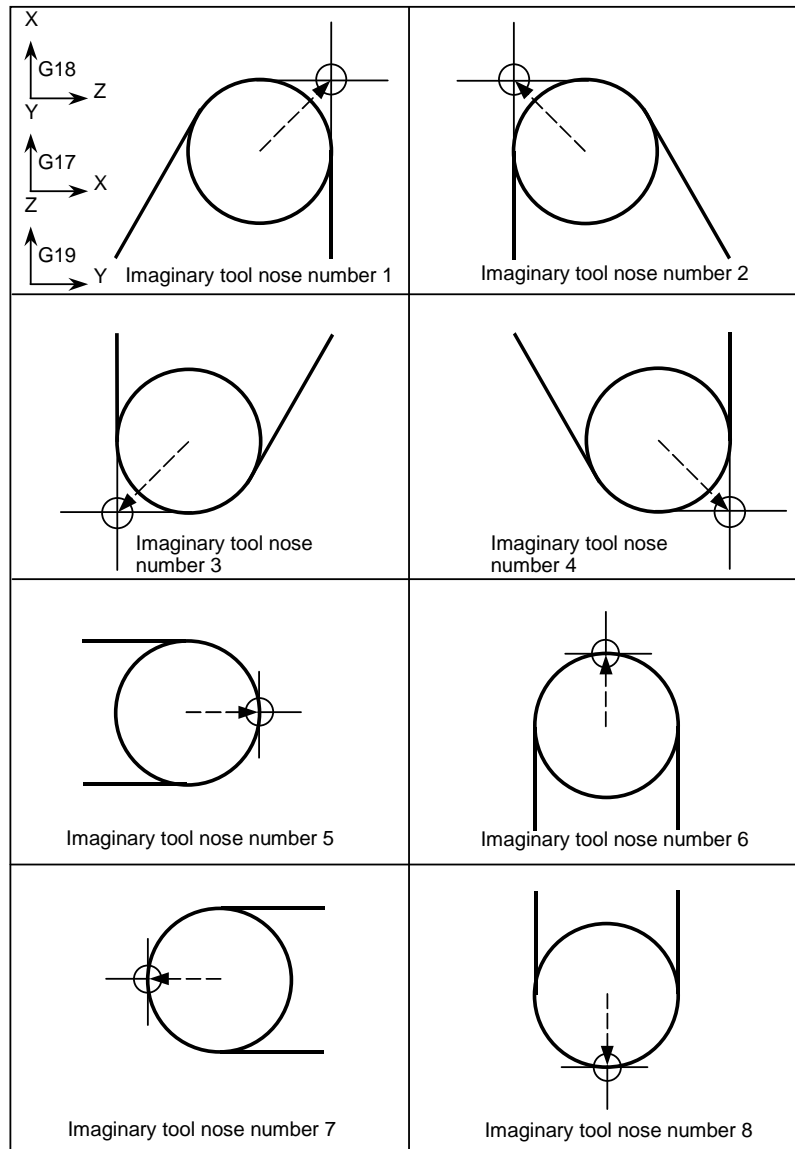 X
G18
Z
Y
G17
X
Z
G19
Y
Imaginary tool nose number 1
Imaginary tool nose number 2
Imaginary tool nose
number 3
Imaginary tool nose
number 4
Imaginary tool nose number 5
Imaginary tool nose number 6
Imaginary tool nose number 7
Imaginary tool nose number 8